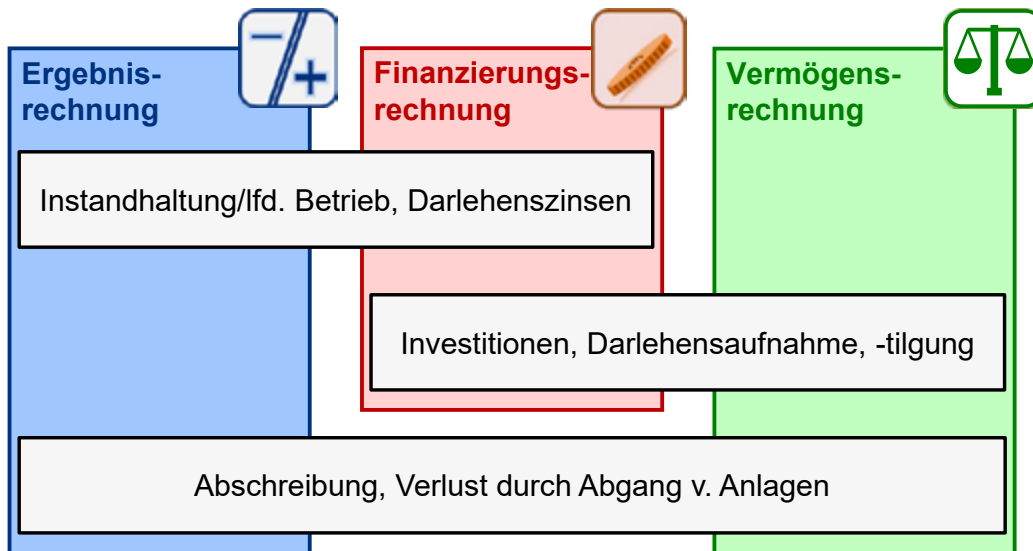 Ergebnis-
rechnung
Finanzierungs-
rechnung
Vermögens-
rechnung
Instandhaltung/lfd. Betrieb, Darlehenszinsen
Investitionen, Darlehensaufnahme, -tilgung
Abschreibung, Verlust durch Abgang v. Anlagen